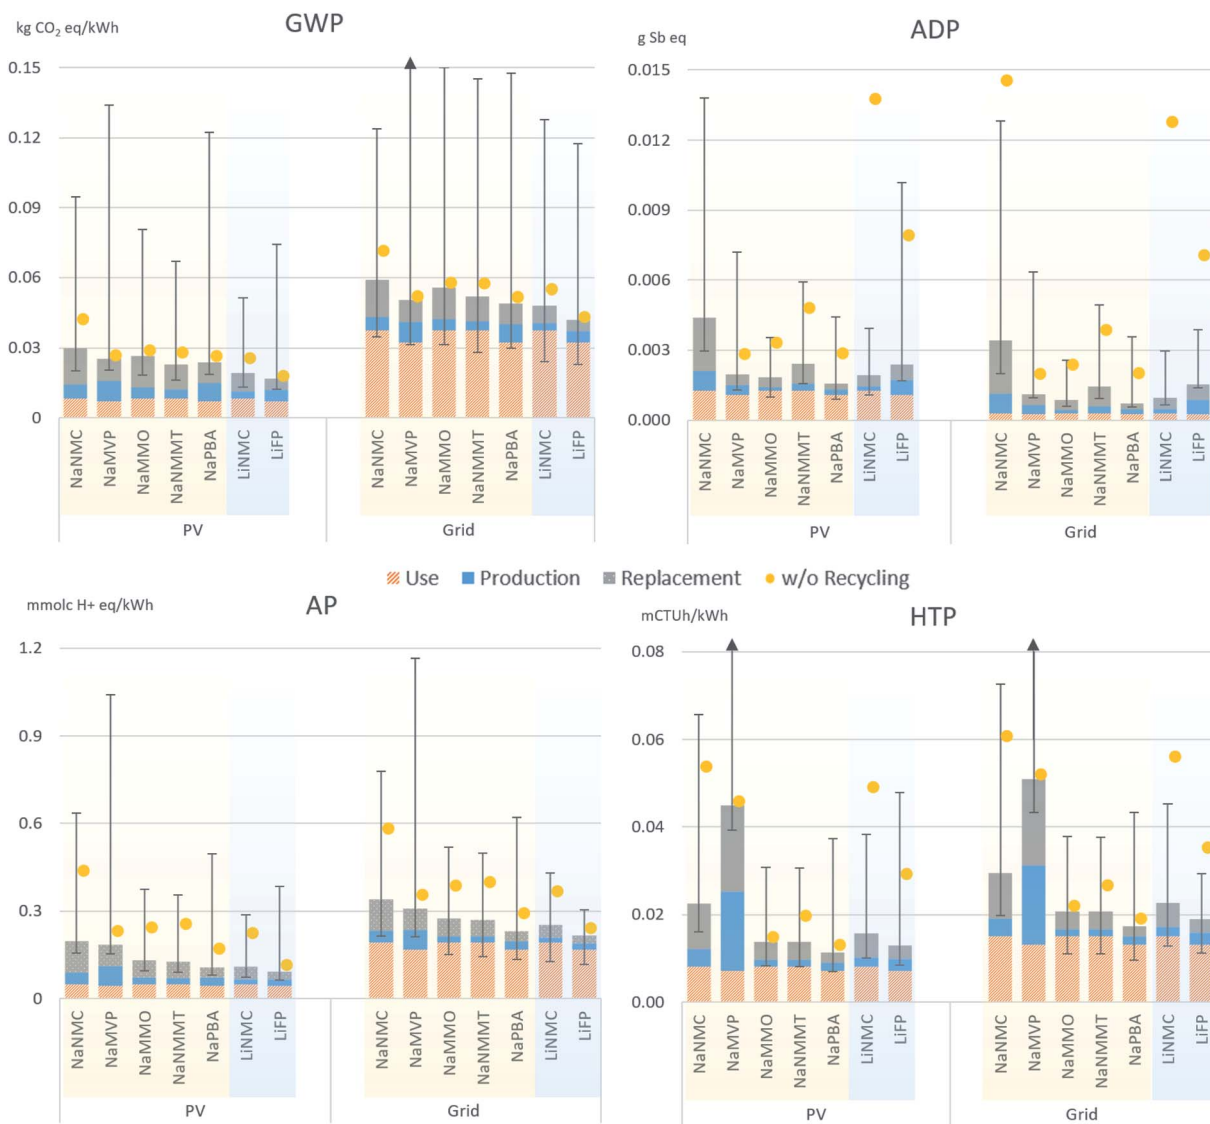 GWP
kg CO₂ eq/kWh
0.15
0.12
0.09
0.06
0.03
0
NaNMC NaMVP NaMMO NaNMMT NaPBA LiNMC LiFP NaNMC NaMVP NaMMO NaNMMT NaPBA LiNMC LiFP
PV Grid
ADP
g Sb eq
0.015
0.012
0.009
0.006
0.003
0.000
NaNMC NaMVP NaMMO NaNMMT NaPBA LiNMC LiFP NaNMC NaMVP NaMMO NaNMMT NaPBA LiNMC LiFP
PV Grid
Use Production Replacement w/o Recycling
AP
mmolc H+ eq/kWh
1.2
0.9
0.6
0.3
0
NaNMC NaMVP NaMMO NaNMMT NaPBA LiNMC LiFP NaNMC NaMVP NaMMO NaNMMT NaPBA LiNMC LiFP
PV Grid
HTP
mCTUh/kWh
0.08
0.06
0.04
0.02
0.00
NaNMC NaMVP NaMMO NaNMMT NaPBA LiNMC LiFP NaNMC NaMVP NaMMO NaNMMT NaPBA LiNMC LiFP
PV Grid